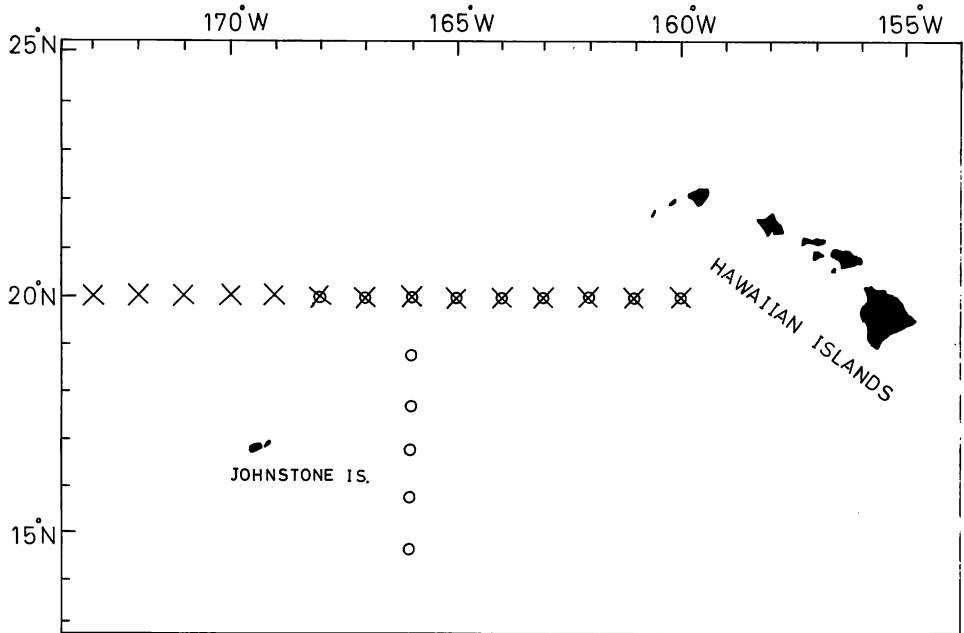 170°W 165°W 160°W 155°W
25°N
20°N
HAWAIIAN ISLANDS
JOHNSTONE IS.
15°N